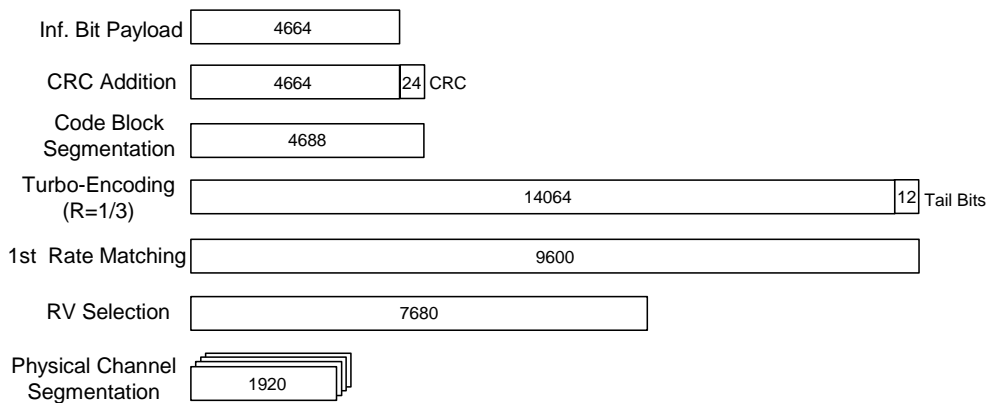 Inf. Bit Payload 4664
CRC Addition 4664 24 CRC
Code Block
Segmentation 4688
Turbo-Encoding
(R=1/3) 14064 12 Tail Bits
1st Rate Matching 9600
RV Selection 7680
Physical Channel
Segmentation 1920